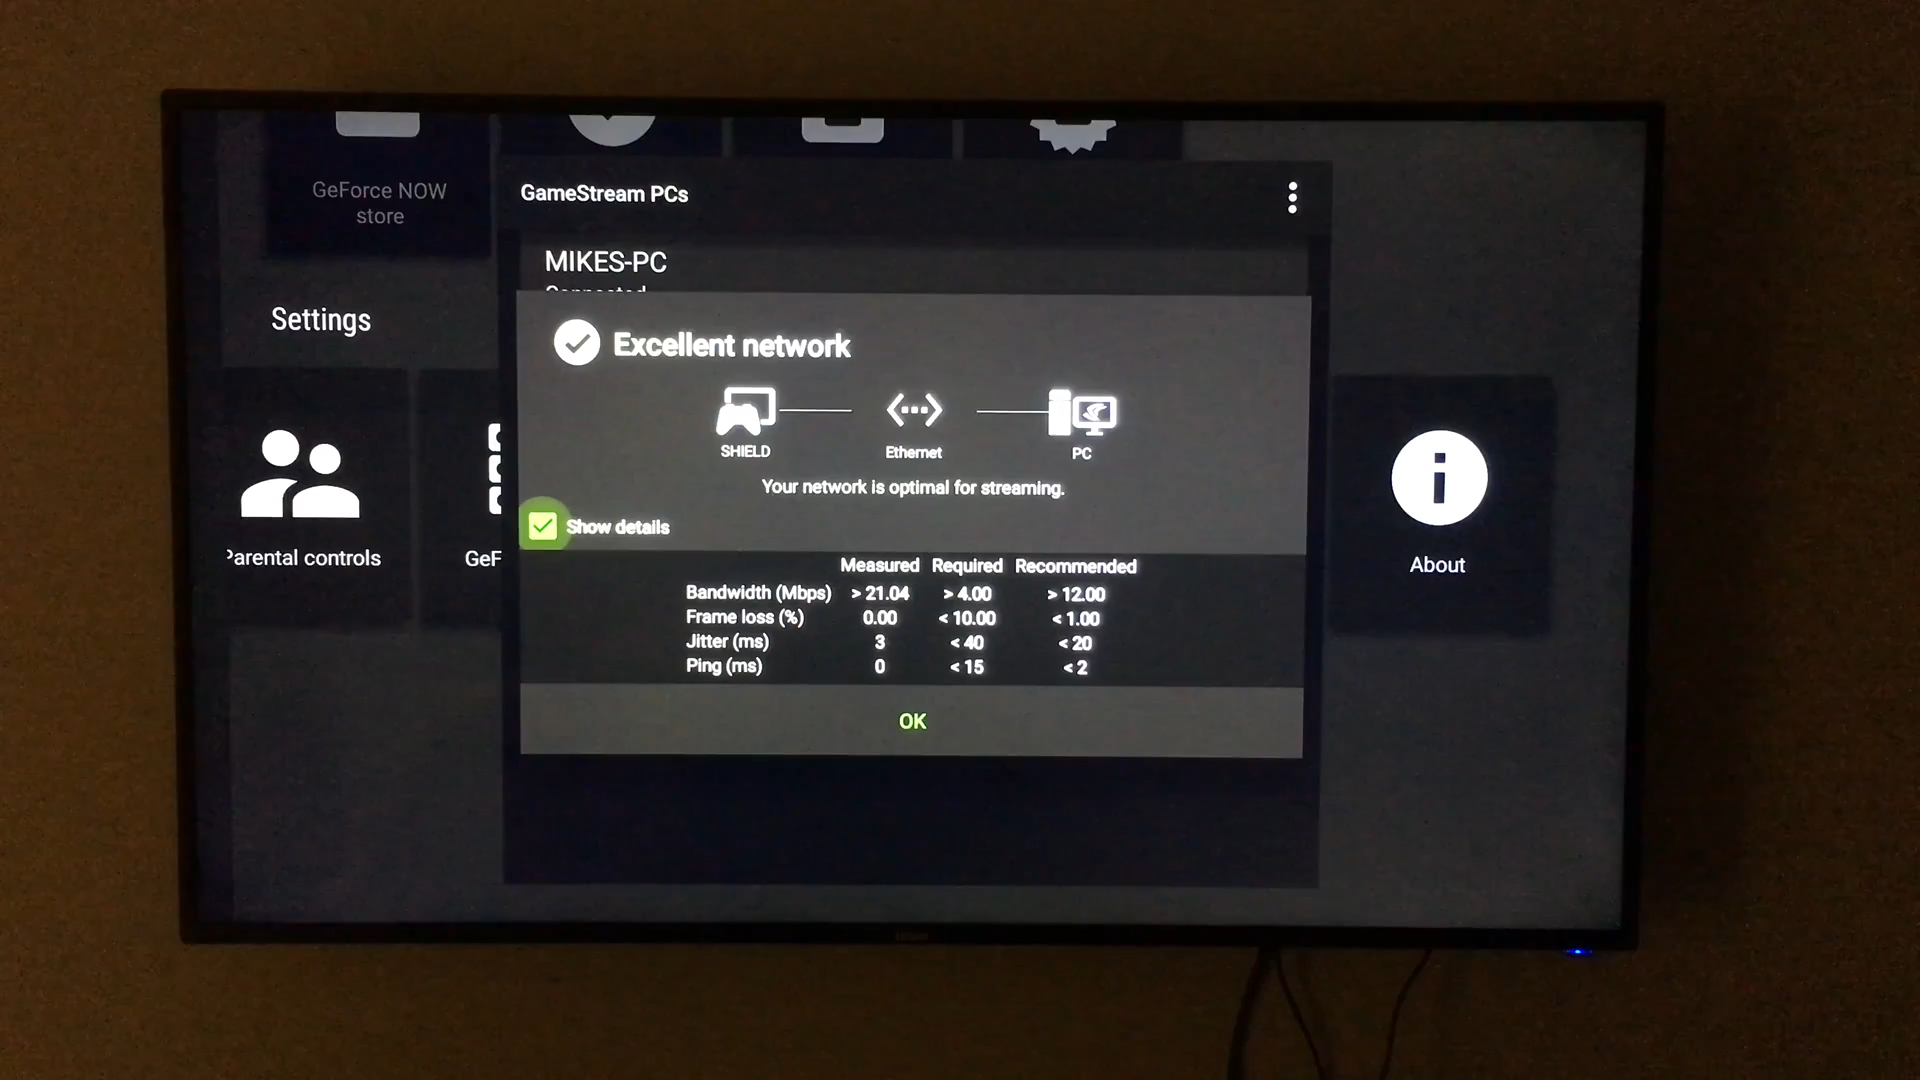 GeForce NOW
store
GameStream PCs
MIKES-PC
Connected
Settings
Excellent network
SHIELD
Ethernet
PC
Your network is optimal for streaming.
Show details
Measured Required Recommended
Bandwidth (Mbps) > 21.04 > 4.00 > 12.00
Frame loss (%) 0.00 < 10.00 < 1.00
Jitter (ms) 3 < 40 < 20
Ping (ms) 0 < 15 < 2
OK
Parental controls
GeF
About